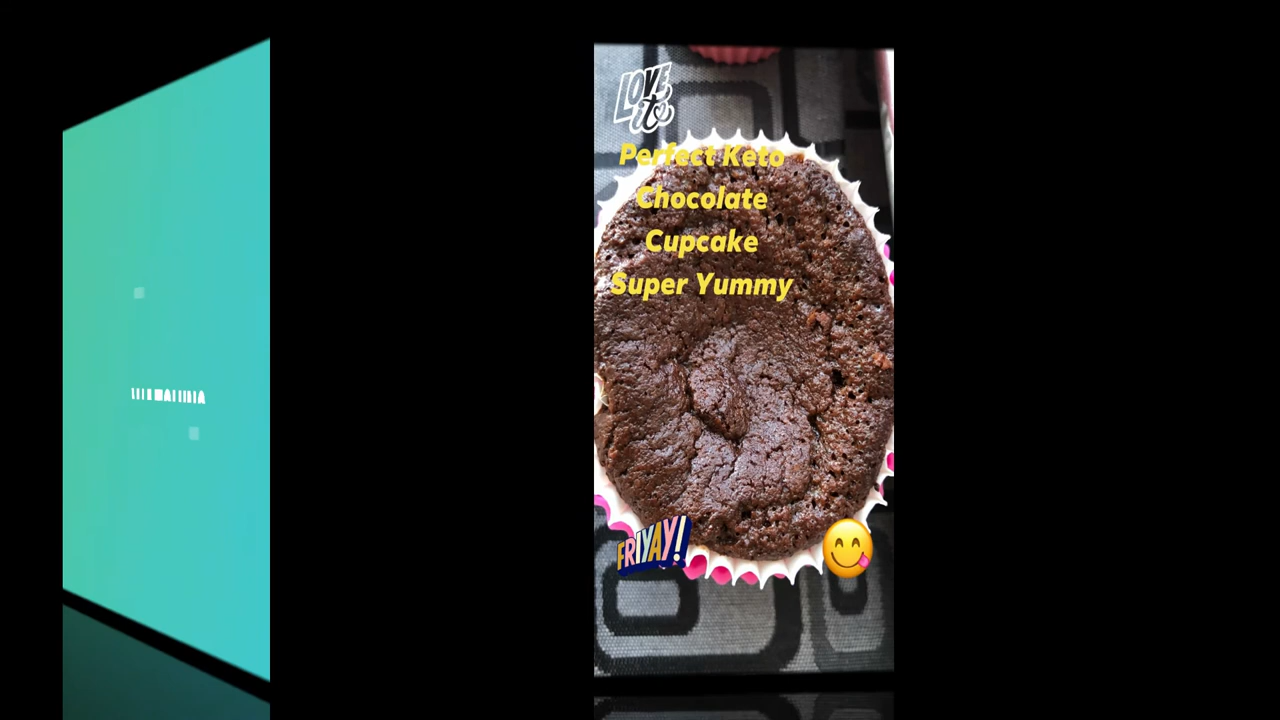 LOVE
it
Perfect Keto
Chocolate
Cupcake
Super Yummy
FRIYAY!